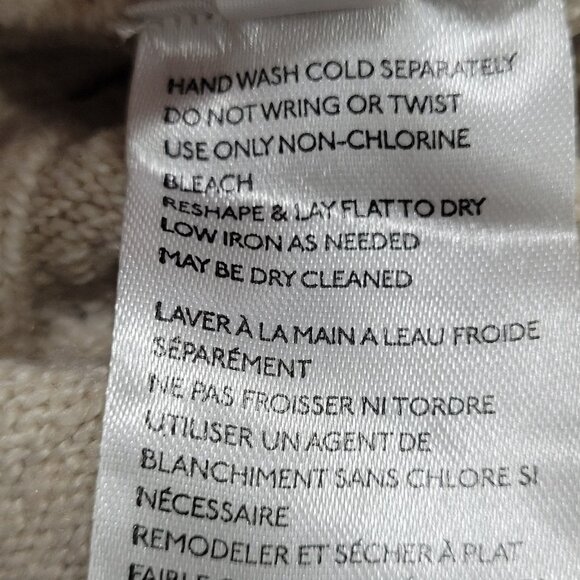 HAND WASH COLD SEPARATELY
DO NOT WRING OR TWIST
USE ONLY NON-CHLORINE
BLEACH
RESHAPE & LAY FLAT TO DRY
LOW IRON AS NEEDED
MAY BE DRY CLEANED
LAVER À LA MAIN A LEAU FROIDE
SÉPARÉMENT
NE PAS FROISSER NI TORDRE
UTILISER UN AGENT DE
BLANCHIMENT SANS CHLORE SI
NÉCESSAIRE
REMODELER ET SÉCHER À PLAT
FAIBLE